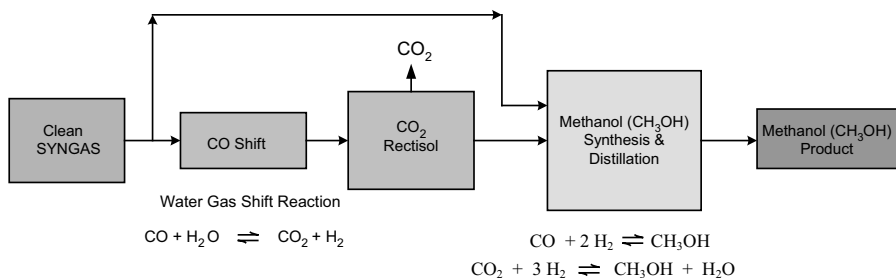 CO₂
Clean
SYNGAS
CO Shift
CO₂
Rectisol
Methanol (CH₃OH)
Synthesis &
Distillation
Methanol (CH₃OH)
Product
Water Gas Shift Reaction
CO + H₂O ⇌ CO₂ + H₂
CO + 2 H₂ ⇌ CH₃OH
CO₂ + 3 H₂ ⇌ CH₃OH + H₂O